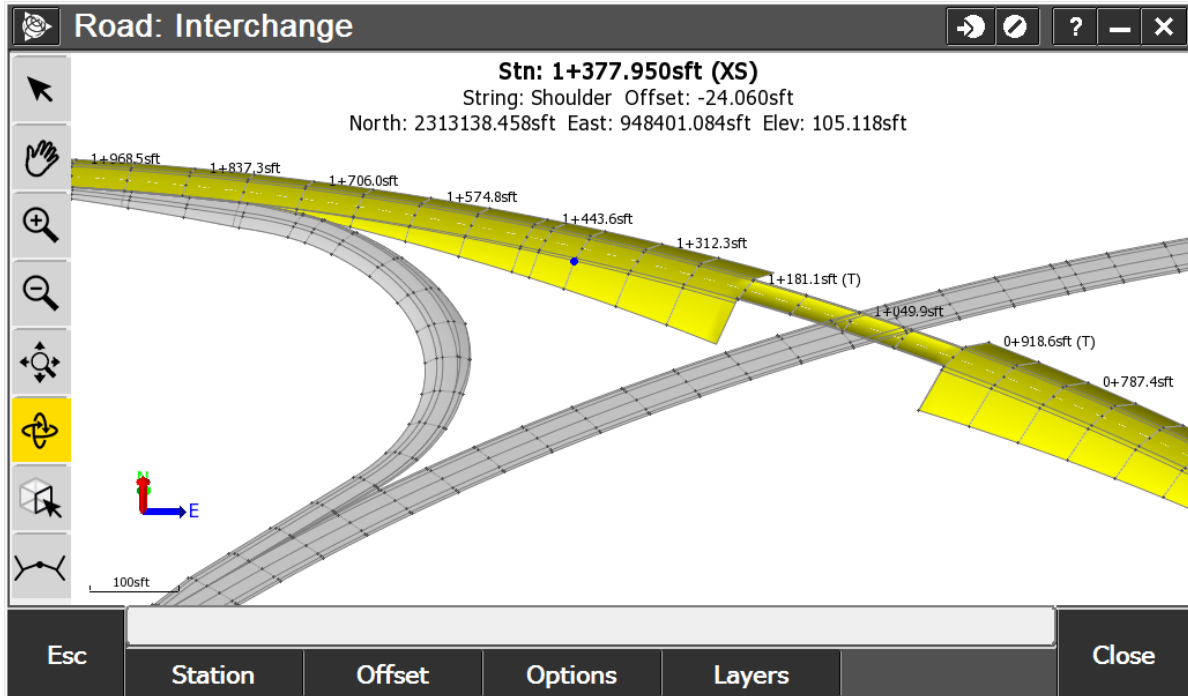 Road: Interchange
?
Stn: 1+377.950sft (XS)
String: Shoulder Offset: -24.060sft
North: 2313138.458sft East: 948401.084sft Elev: 105.118sft
1+968.5sft
1+837.3sft
1+706.0sft
1+574.8sft
1+443.6sft
1+312.3sft
1+181.1sft (T)
1+049.9sft
0+918.6sft (T)
0+787.4sft
N
E
100sft
Esc
Station
Offset
Options
Layers
Close